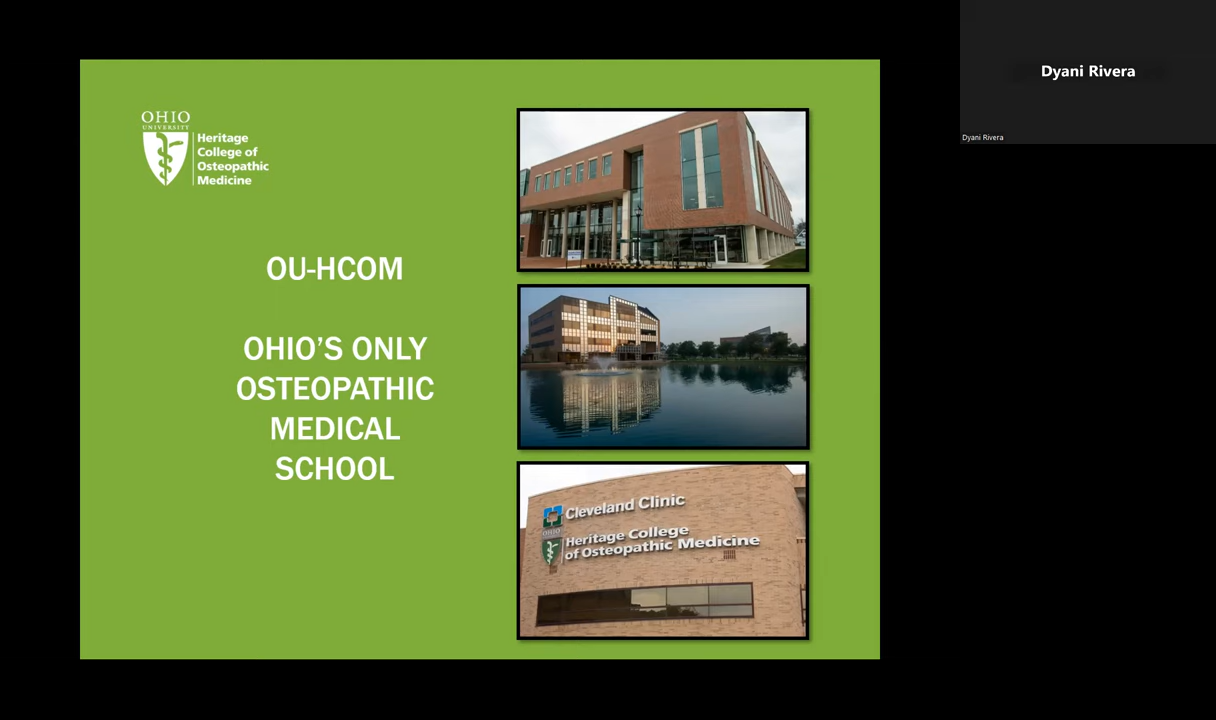 OHIO
UNIVERSITY
Heritage
College of
Osteopathic
Medicine
OU-HCOM
OHIO'S ONLY
OSTEOPATHIC
MEDICAL
SCHOOL
Cleveland Clinic
OHIO
Heritage College
of Osteopathic Medicine
Dyani Rivera
Dyani Rivera